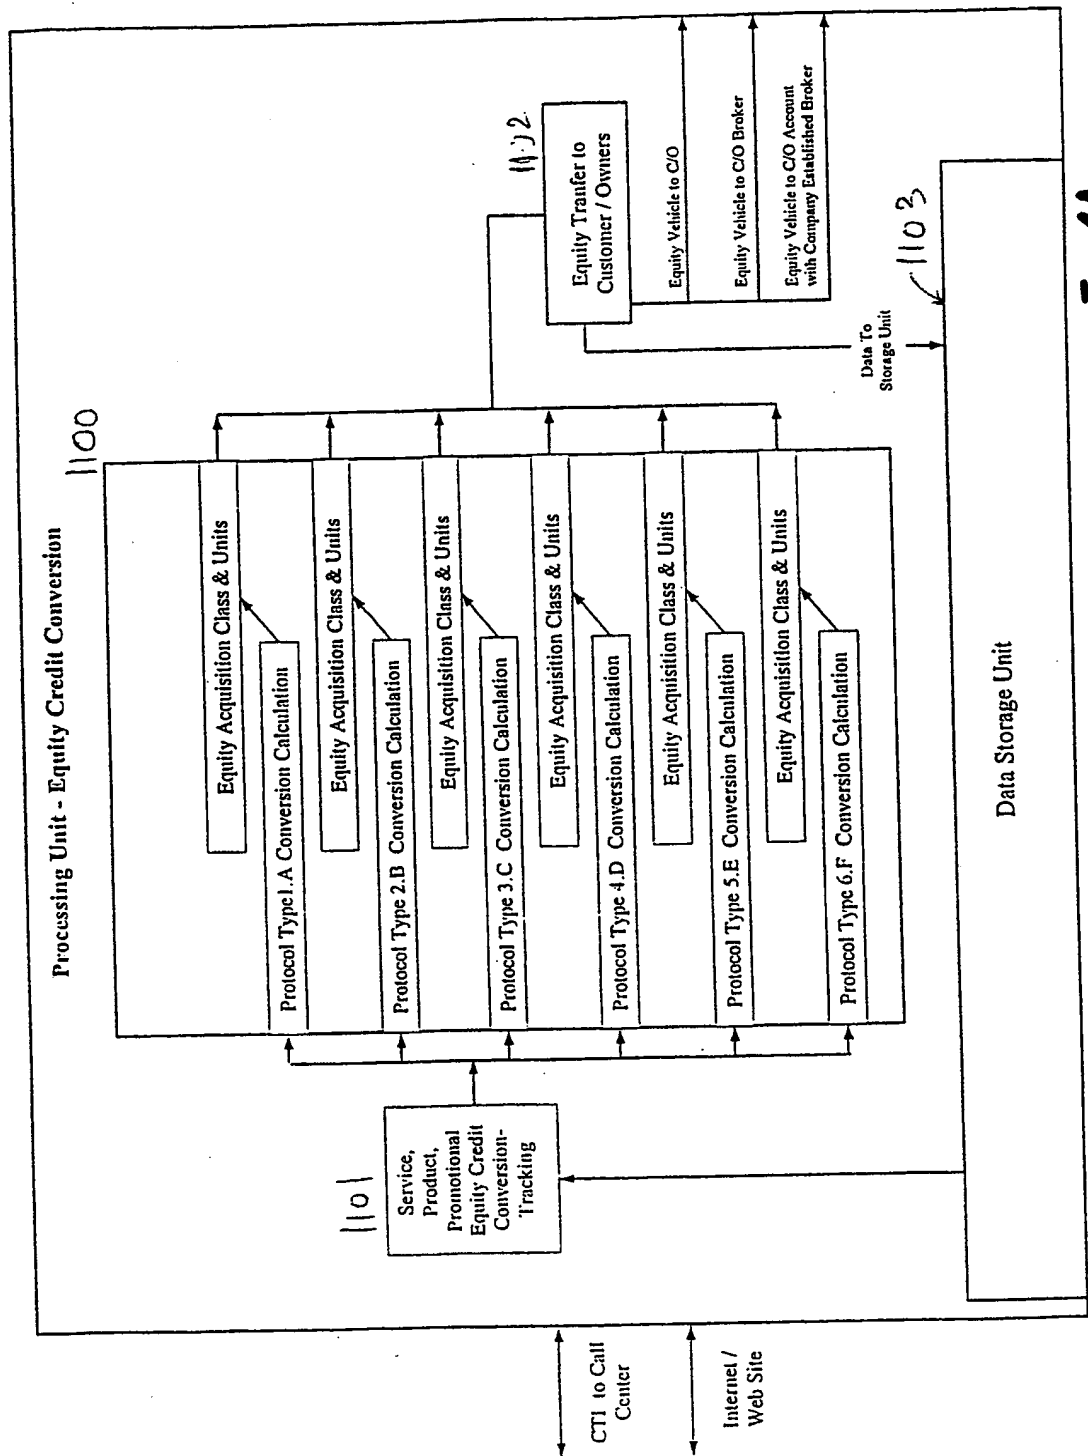 Processing Unit - Equity Credit Conversion
1100
Equity Acquisition Class & Units
Protocol Type1.A Conversion Calculation
Equity Acquisition Class & Units
Protocol Type 2.B Conversion Calculation
Equity Acquisition Class & Units
Protocol Type 3.C Conversion Calculation
Equity Acquisition Class & Units
Protocol Type 4.D Conversion Calculation
Equity Acquisition Class & Units
Protocol Type 5.E Conversion Calculation
Equity Acquisition Class & Units
Protocol Type 6.F Conversion Calculation
1101
Service,
Product,
Promotional
Equity Credit
Conversion-
Tracking
1102
Equity Tranfer to
Customer / Owners
Equity Vehicle to C/O
Equity Vehicle to C/O Broker
Equity Vehicle to C/O Account
with Company Established Broker
Data To
Storage Unit
1103
Data Storage Unit
CTI to Call
Center
Internet /
Web Site